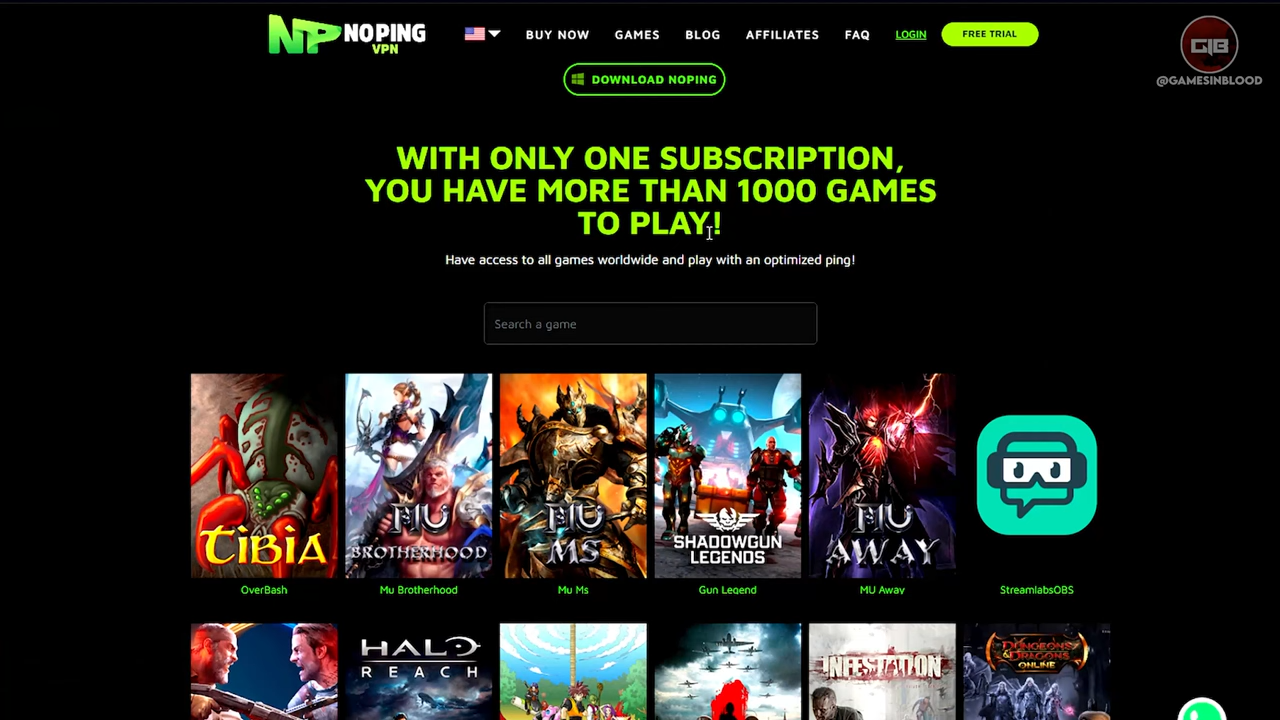 NP NOPING VPN
BUY NOW
GAMES
BLOG
AFFILIATES
FAQ
LOGIN
FREE TRIAL
GIB
@GAMESINBLOOD
DOWNLOAD NOPING
WITH ONLY ONE SUBSCRIPTION,
YOU HAVE MORE THAN 1000 GAMES
TO PLAY!
Have access to all games worldwide and play with an optimized ping!
Search a game
TIBIA
MU
BROTHERHOOD
MU
MS
SHADOWGUN
LEGENDS
MU
AWAY
OverBash
Mu Brotherhood
Mu Ms
Gun Legend
MU Away
StreamlabsOBS
HALO
REACH
INFESTATION
DUNGEONS
& DRAGONS
ONLINE